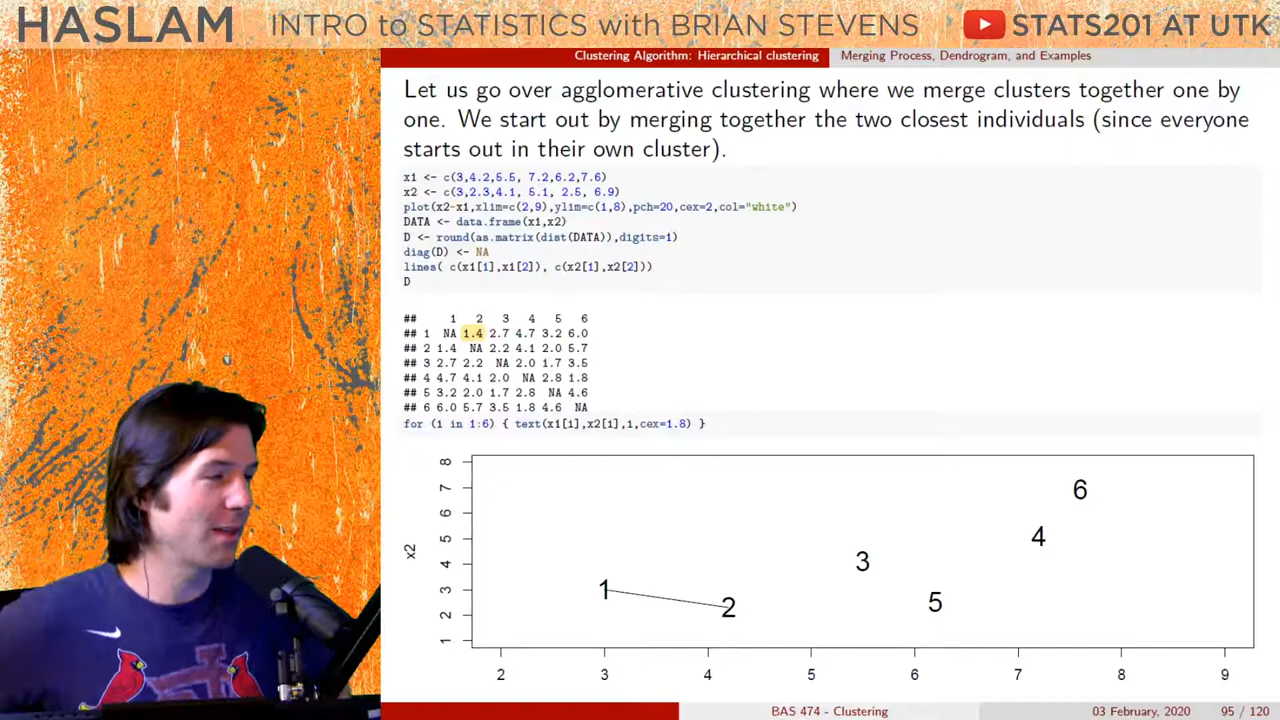 HASLAM INTRO to STATISTICS with BRIAN STEVENS STATS201 AT UTK
Clustering Algorithm: Hierarchical clustering Merging Process, Dendrogram, and Examples
Let us go over agglomerative clustering where we merge clusters together one by
one. We start out by merging together the two closest individuals (since everyone
starts out in their own cluster).
x1 <- c(3,4.2,5.5, 7.2,6.2,7.6)
x2 <- c(3,2.3,4.1, 5.1, 2.5, 6.9)
plot(x2~x1,xlim=c(2,9),ylim=c(1,8),pch=20,cex=2,col="white")
DATA <- data.frame(x1,x2)
D <- round(as.matrix(dist(DATA)),digits=1)
diag(D) <- NA
lines( c(x1[1],x1[2]), c(x2[1],x2[2]))
D
## 1 2 3 4 5 6
## 1 NA 1.4 2.7 4.7 3.2 6.0
## 2 1.4 NA 2.2 4.1 2.0 5.7
## 3 2.7 2.2 NA 2.0 1.7 3.5
## 4 4.7 4.1 2.0 NA 2.8 1.8
## 5 3.2 2.0 1.7 2.8 NA 4.6
## 6 6.0 5.7 3.5 1.8 4.6 NA
for (i in 1:6) { text(x1[i],x2[i],i,cex=1.8) }
8
7
6
5
4
3
2
1
x2
6
4
3
1
5
2
2 3 4 5 6 7 8 9
BAS 474 - Clustering 03 February, 2020 95 / 120